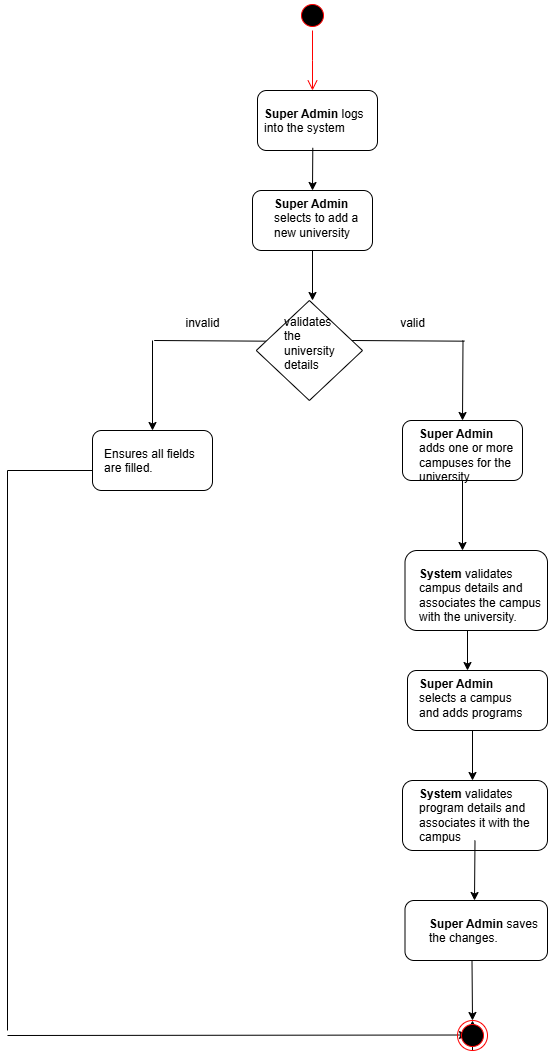 Super Admin logs
into the system
Super Admin
selects to add a
new university
invalid
validates
the
university
details
valid
Ensures all fields
are filled.
Super Admin
adds one or more
campuses for the
university
System validates
campus details and
associates the campus
with the university.
Super Admin
selects a campus
and adds programs
System validates
program details and
associates it with the
campus
Super Admin saves
the changes.